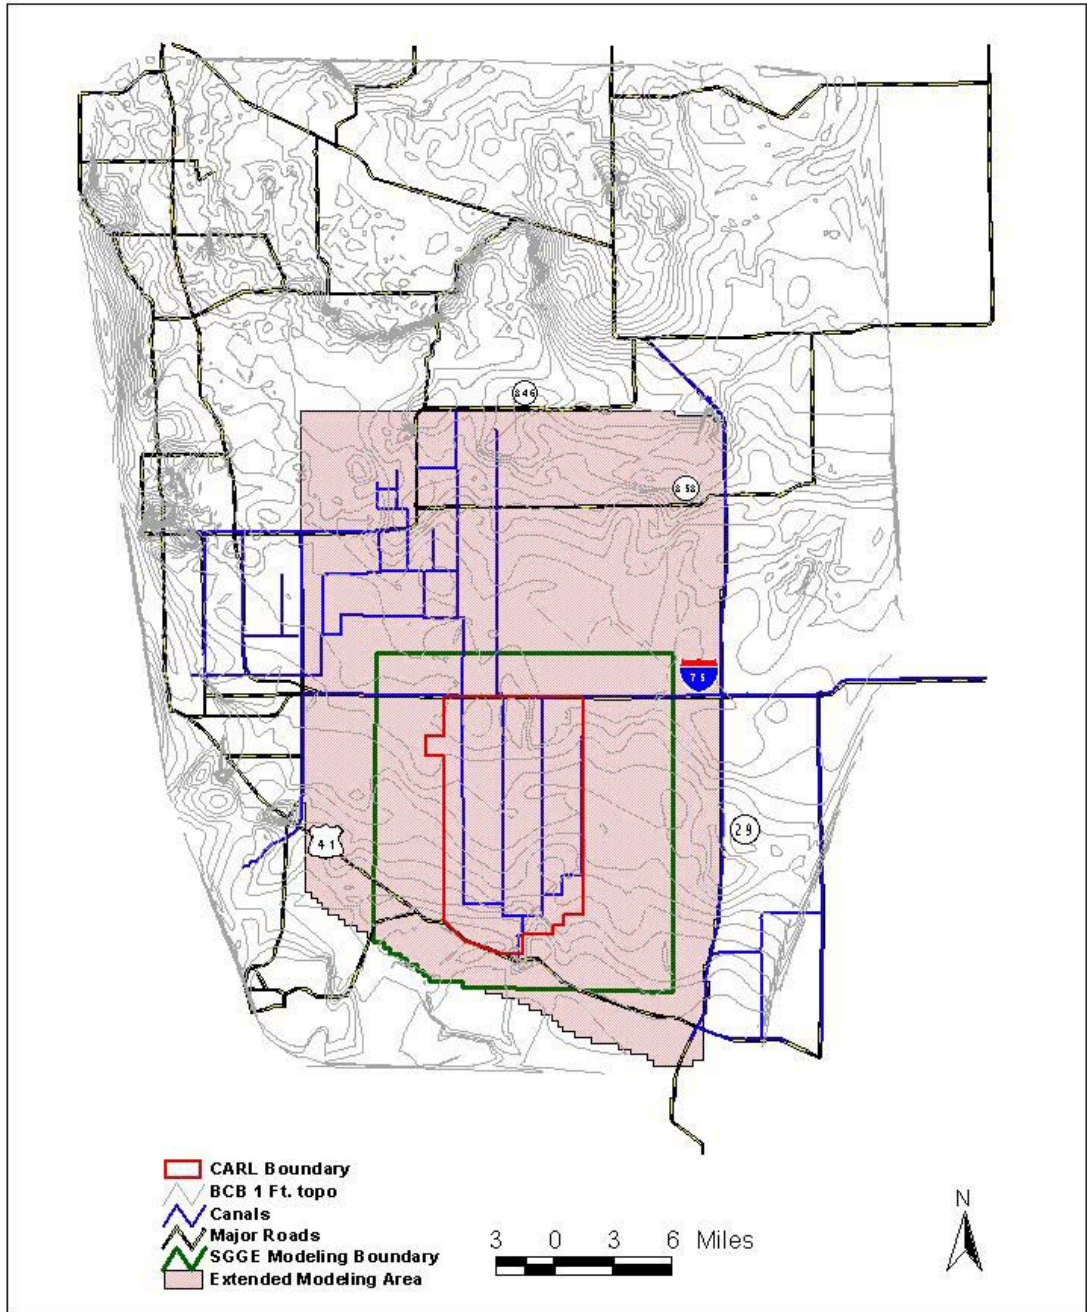 846
858
75
41
29
CARL Boundary
BCB 1 Ft. topo
Canals
Major Roads
SGGE Modeling Boundary
Extended Modeling Area
3 0 3 6 Miles
N